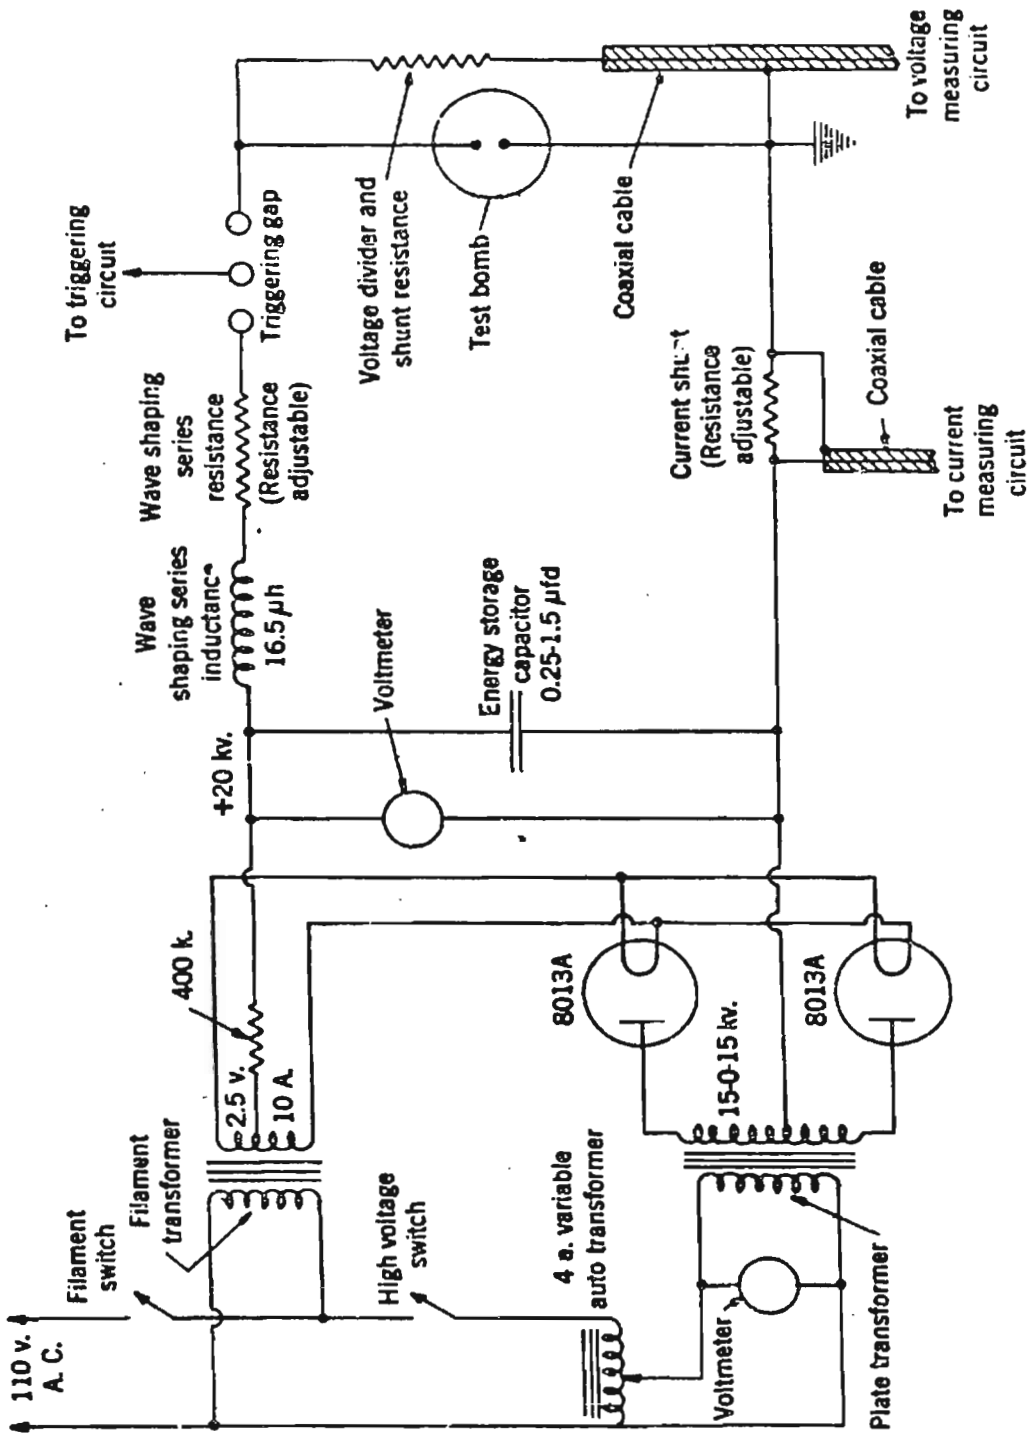 110 v.
A. C.
Filament
switch
Filament
transformer
2.5 v.
10 A.
400 k.
High voltage
switch
4 a. variable
auto transformer
Voltmeter
Plate transformer
15-0-15 kv.
8013A
8013A
+20 kv.
Voltmeter
Energy storage
capacitor
0.25-1.5 μfd
Wave
shaping series
inductance
16.5 μh
Wave shaping
series
resistance
(Resistance
adjustable)
To triggering
circuit
Triggering gap
Voltage divider and
shunt resistance
Test bomb
Coaxial cable
Current shunt
(Resistance
adjustable)
Coaxial cable
To current
measuring
circuit
To voltage
measuring
circuit